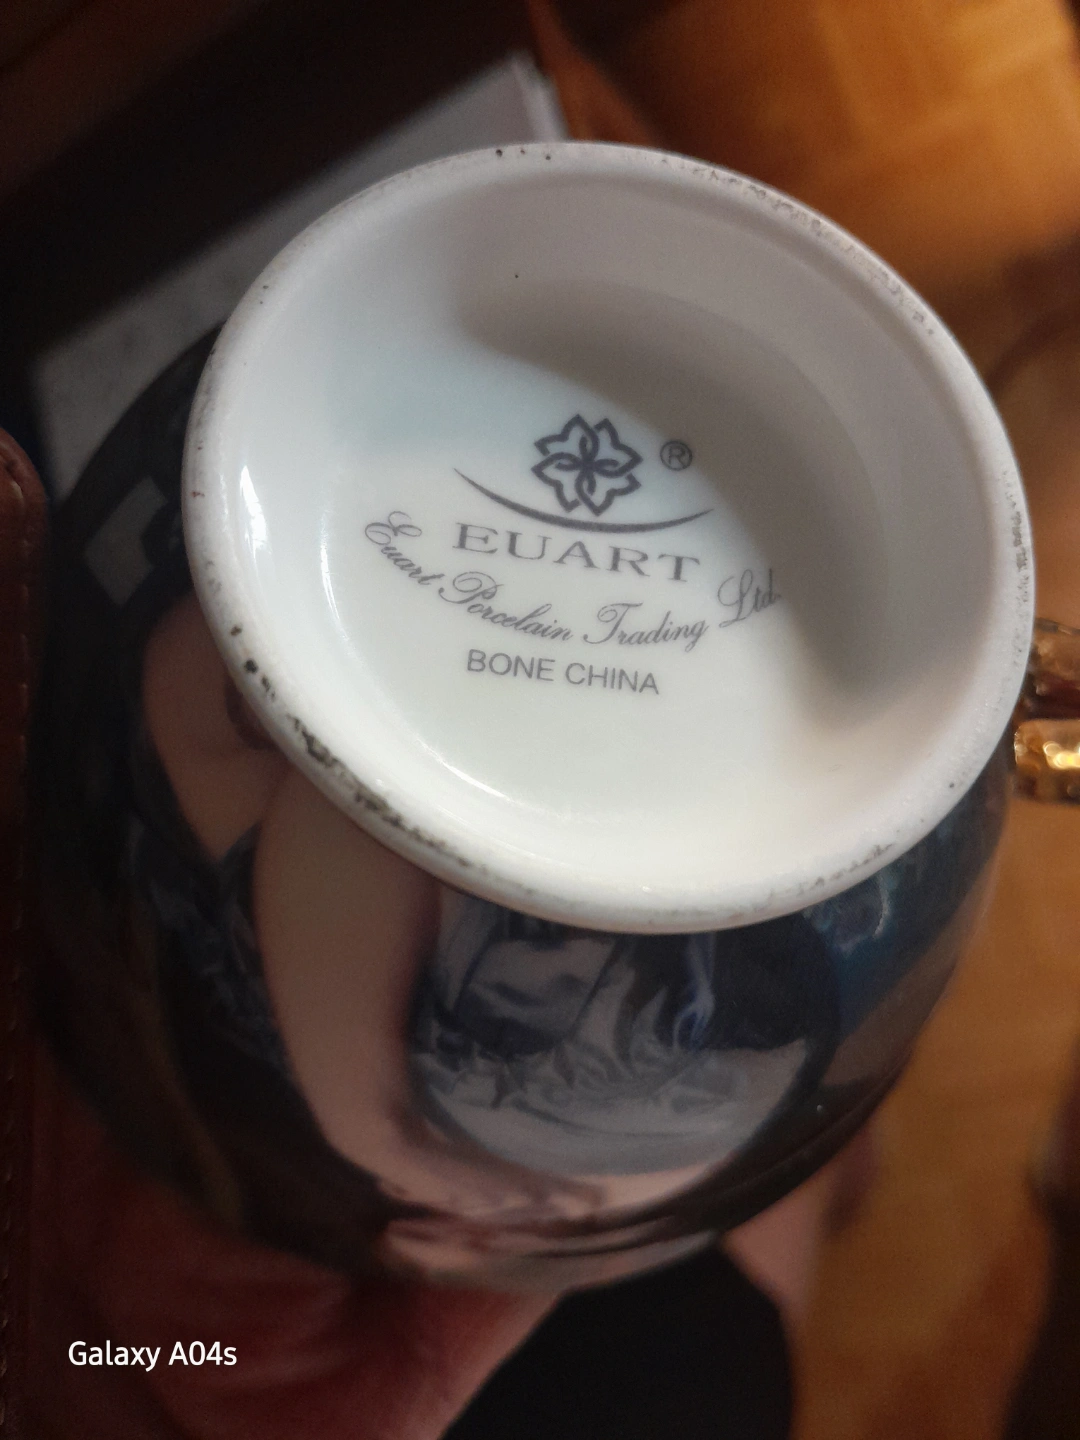 ®
EUART
Euart Porcelain Trading Ltd.
BONE CHINA
Galaxy A04s